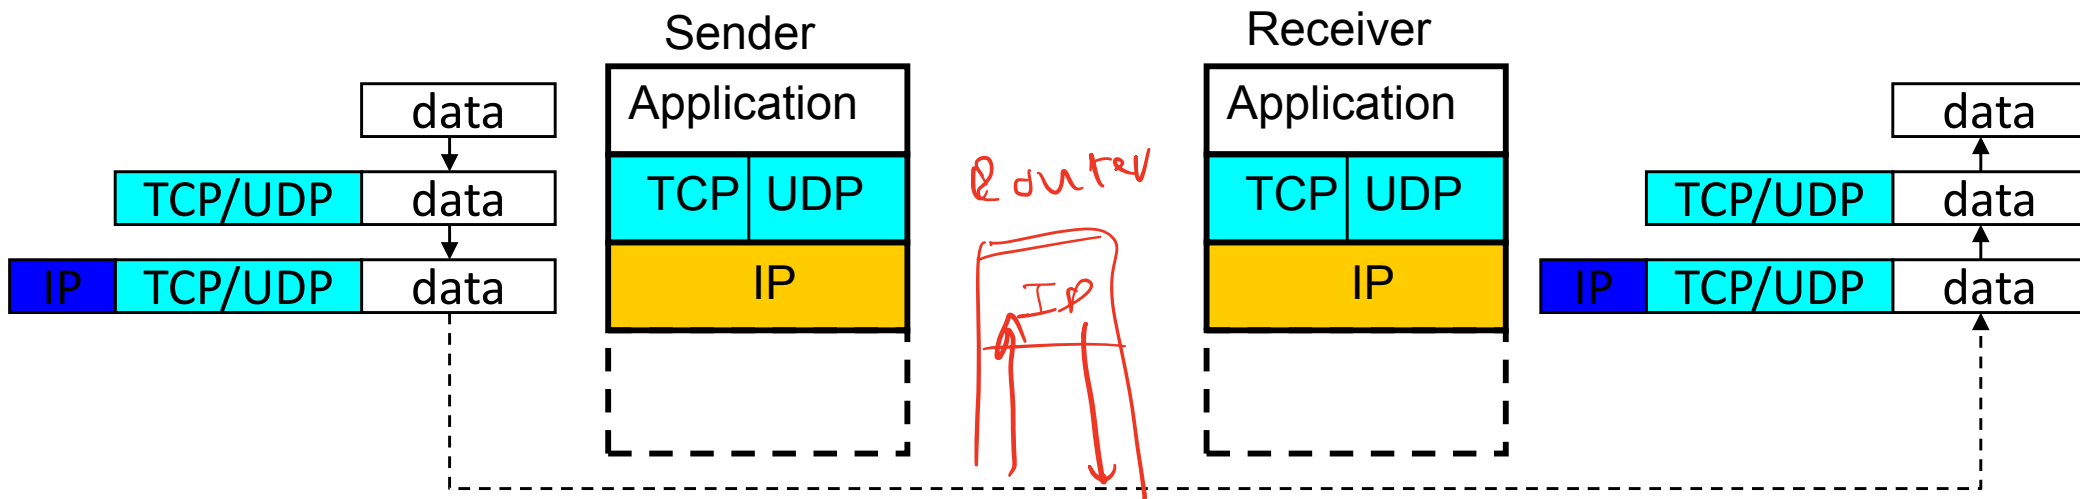 Sender
Receiver
data
Application
Application
data
TCP/UDP data
TCP UDP
Router
TCP UDP
TCP/UDP data
IP TCP/UDP data
IP
IP
IP
IP TCP/UDP data